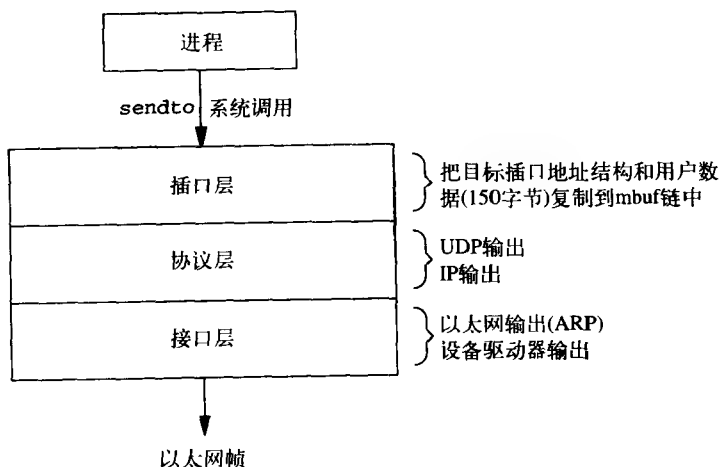 进程
sendto 系统调用
插口层
把目标插口地址结构和用户数
据(150字节)复制到mbuf链中
协议层
UDP输出
IP输出
接口层
以太网输出(ARP)
设备驱动器输出
以太网帧